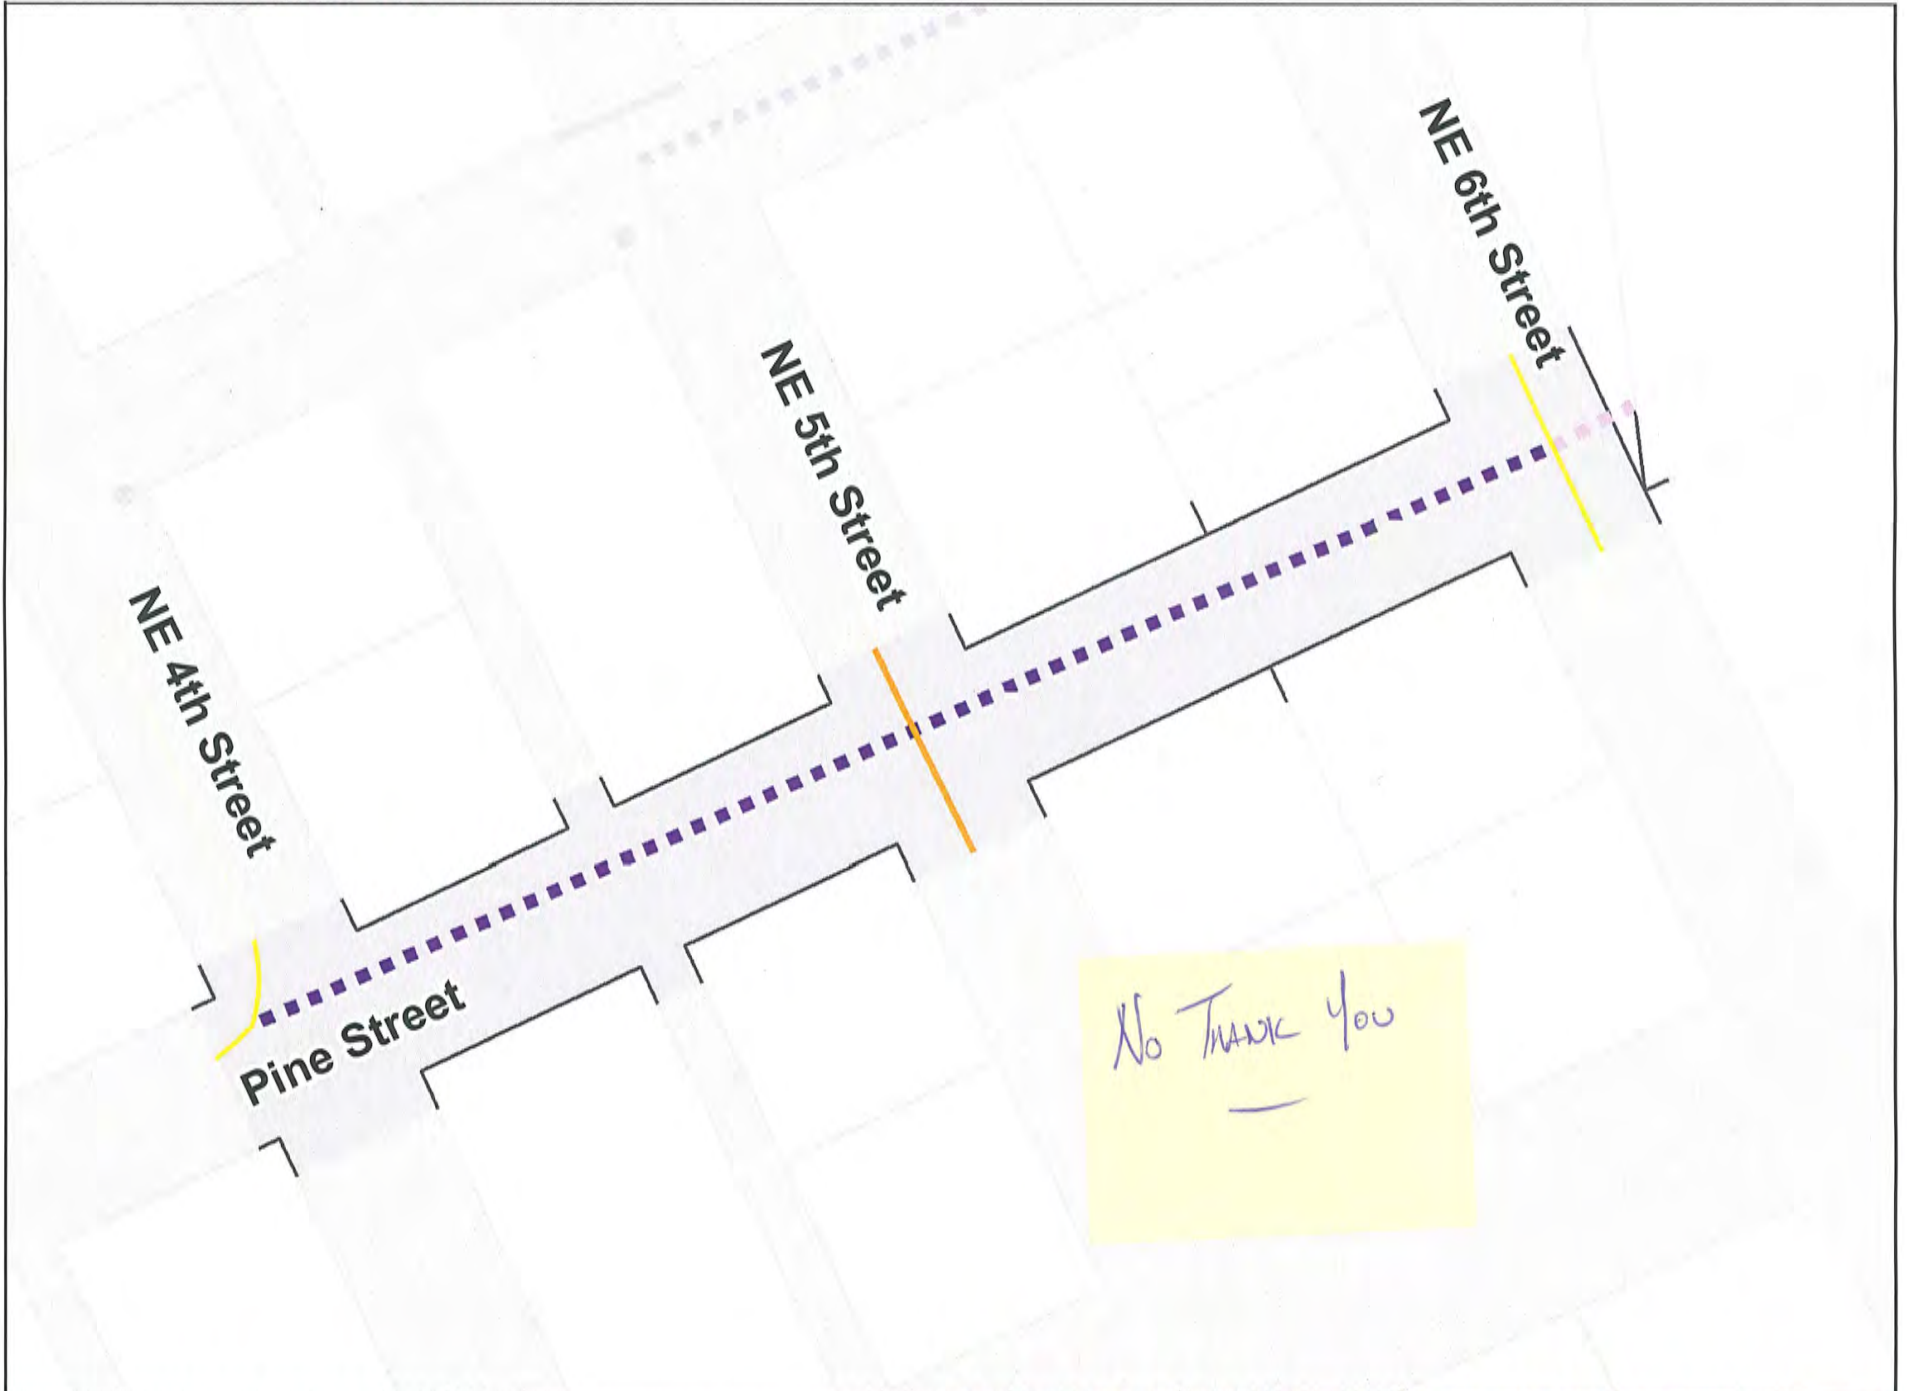 NE 6th Street
NE 5th Street
NE 4th Street
Pine Street
No THANK YOU